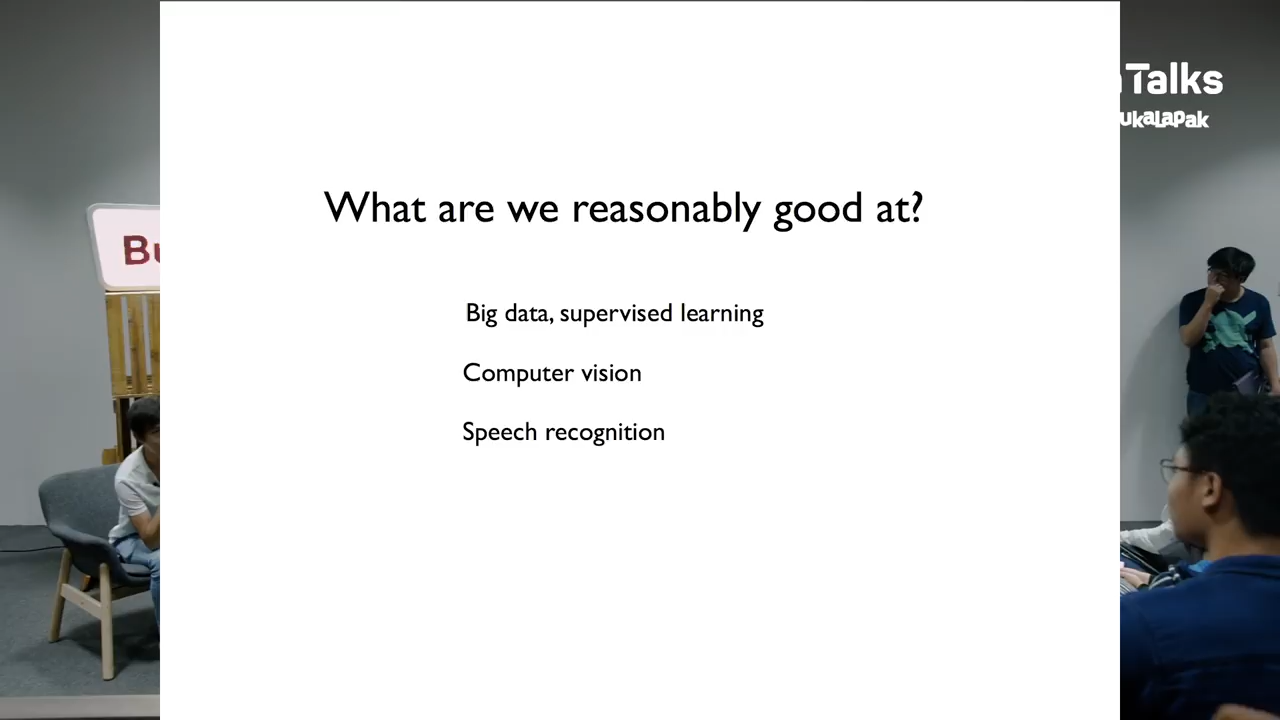 Talks
What are we reasonably good at?
Big data, supervised learning
Computer vision
Speech recognition